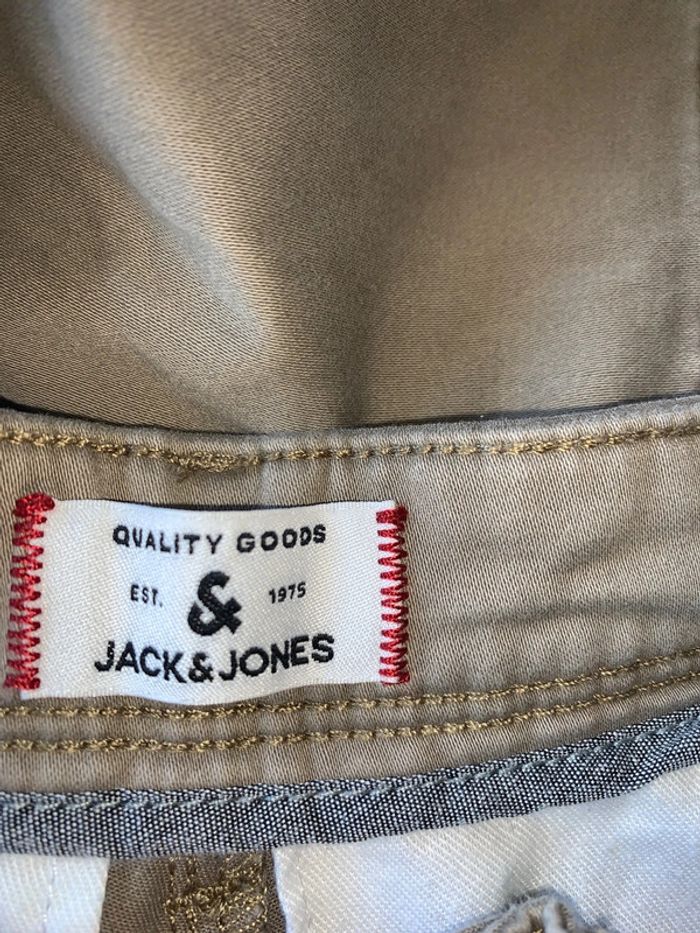 QUALITY GOODS
EST. & 1975
JACK & JONES